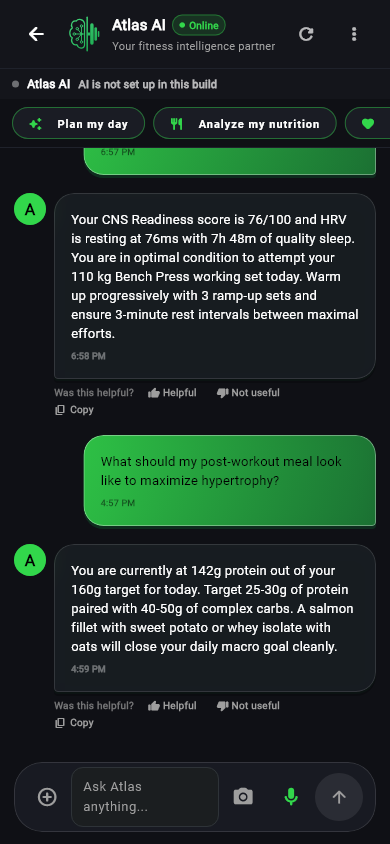 Atlas AI
Online
Your fitness intelligence partner
Atlas AI AI is not set up in this build
Plan my day
Analyze my nutrition
6:57 PM
A
Your CNS Readiness score is 76/100 and HRV
is resting at 76ms with 7h 48m of quality sleep.
You are in optimal condition to attempt your
110 kg Bench Press working set today. Warm
up progressively with 3 ramp-up sets and
ensure 3-minute rest intervals between maximal
efforts.
6:58 PM
Was this helpful? Helpful Not useful
Copy
What should my post-workout meal look
like to maximize hypertrophy?
4:57 PM
A
You are currently at 142g protein out of your
160g target for today. Target 25-30g of protein
paired with 40-50g of complex carbs. A salmon
fillet with sweet potato or whey isolate with
oats will close your daily macro goal cleanly.
4:59 PM
Was this helpful? Helpful Not useful
Copy
Ask Atlas
anything...